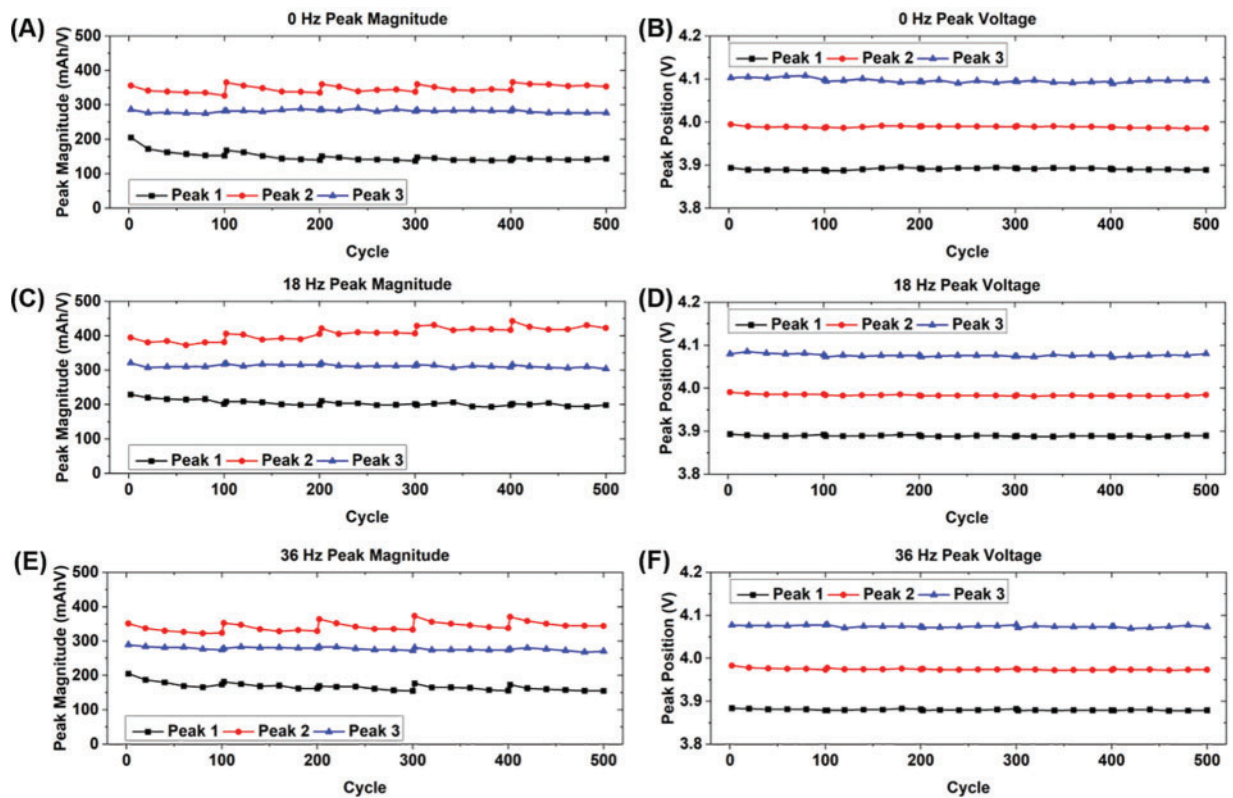 (A)
0 Hz Peak Magnitude
Peak Magnitude (mAh/V)
500
400
300
200
100
0
Peak 1 Peak 2 Peak 3
0 100 200 300 400 500
Cycle
(B)
0 Hz Peak Voltage
Peak Position (V)
4.2
4.1
4.0
3.9
3.8
Peak 1 Peak 2 Peak 3
0 100 200 300 400 500
Cycle
(C)
18 Hz Peak Magnitude
Peak Magnitude (mAh/V)
500
400
300
200
100
0
Peak 1 Peak 2 Peak 3
0 100 200 300 400 500
Cycle
(D)
18 Hz Peak Voltage
Peak Position (V)
4.2
4.1
4.0
3.9
3.8
Peak 1 Peak 2 Peak 3
0 100 200 300 400 500
Cycle
(E)
36 Hz Peak Magnitude
Peak Magnitude (mAhV)
500
400
300
200
100
0
Peak 1 Peak 2 Peak 3
0 100 200 300 400 500
Cycle
(F)
36 Hz Peak Voltage
Peak Position (V)
4.2
4.1
4.0
3.9
3.8
Peak 1 Peak 2 Peak 3
0 100 200 300 400 500
Cycle